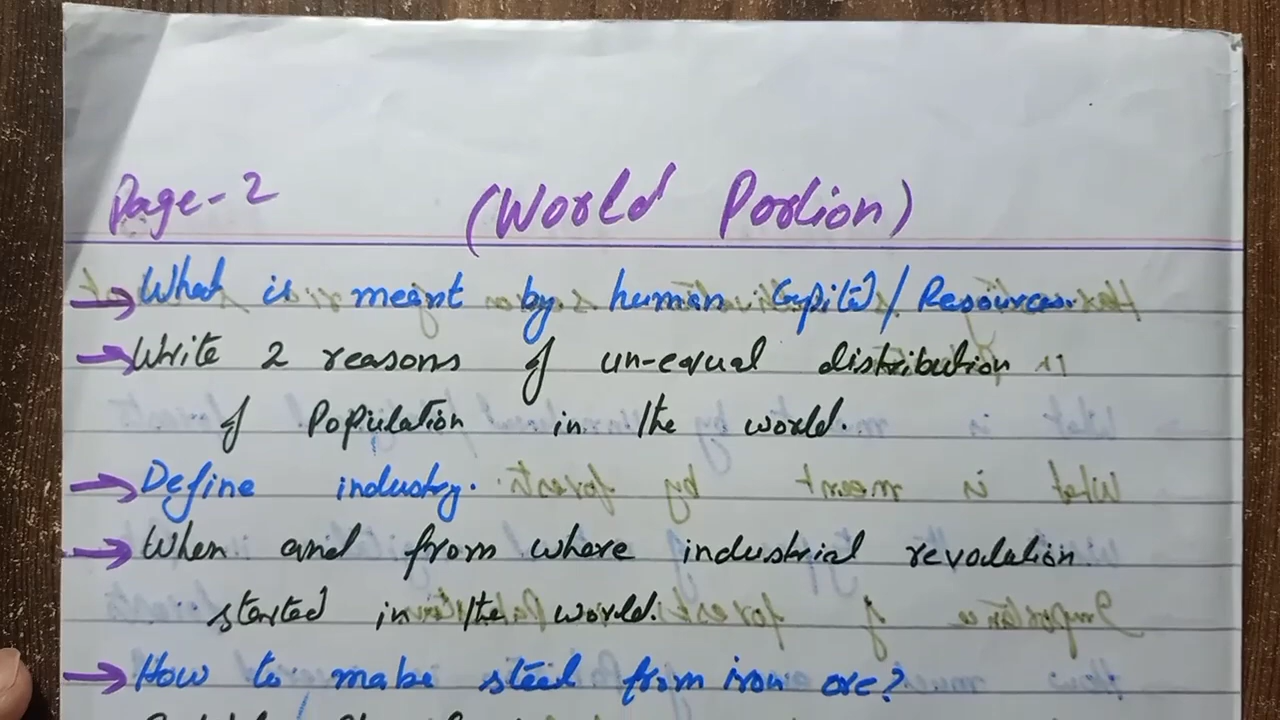 Page-2 (World Portion)
→ What is meant by human Capital/Resources.
→ Write 2 reasons of un-equal distribution
of Population in the world.
→ Define industry.
→ When and from where industrial revolution
started in the world.
→ How to make steel from iron ore?